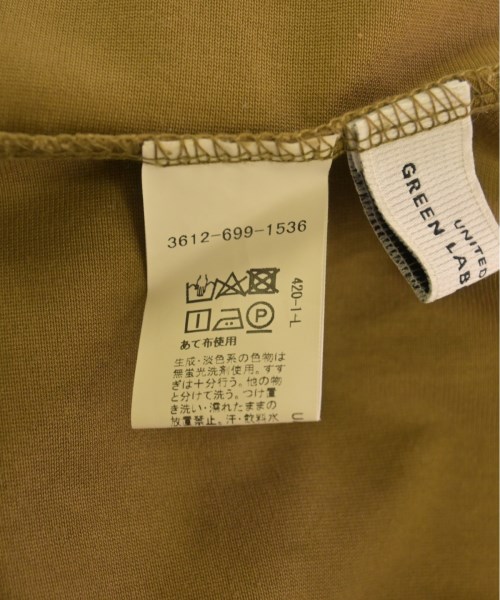 3612-699-1536
P
420-1-L
あて布使用
生成・淡色系の色物は
無蛍光洗剤使用。すす
ぎは十分行う。他の物
と分けて洗う。つけ置
き洗い・濡れたままの
放置禁止。汗・飲料水
UNITED
GREEN LAB